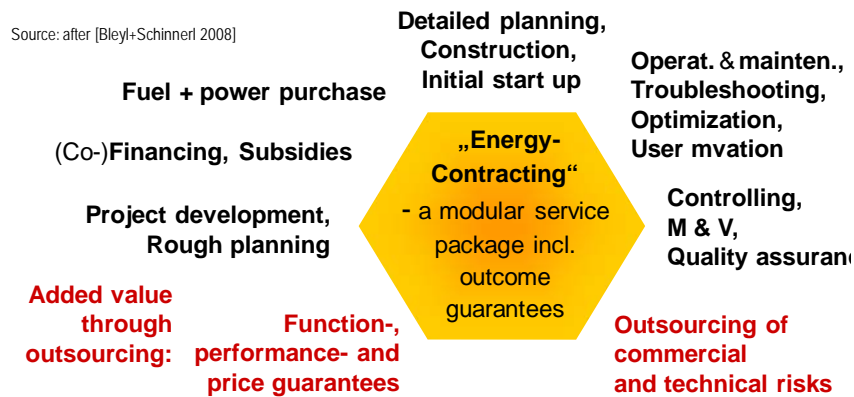 Source: after [Bleyl+Schinnerl 2008]
Detailed planning,
Construction,
Initial start up
Operat. & mainten.,
Troubleshooting,
Optimization,
User mvation
Fuel + power purchase
(Co-)Financing, Subsidies
Project development,
Rough planning
„Energy-
Contracting“
- a modular service
package incl.
outcome
guarantees
Controlling,
M & V,
Quality assuranc
Added value
through
outsourcing:
Function-,
performance- and
price guarantees
Outsourcing of
commercial
and technical risks